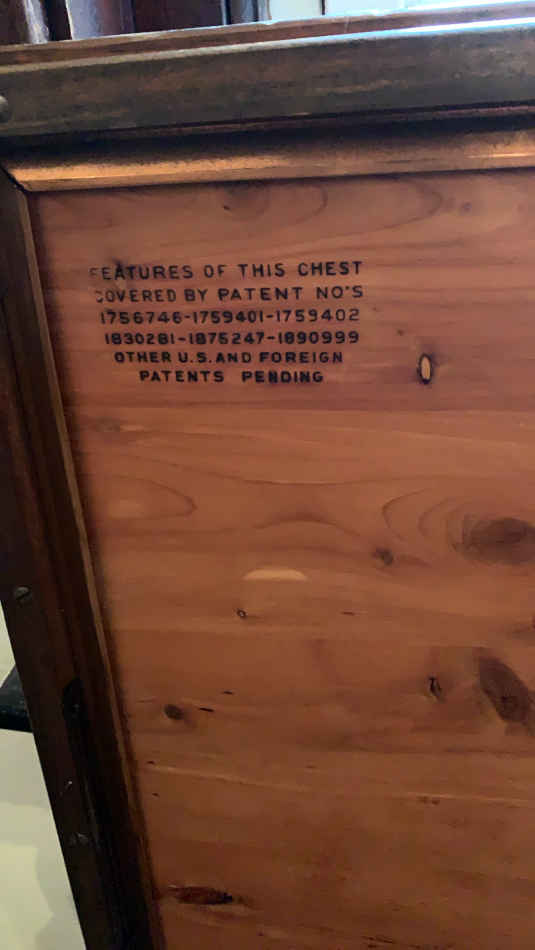 FEATURES OF THIS CHEST
COVERED BY PATENT NO'S
1756746-1759401-1759402
1830281-1875247-1890999
OTHER U.S. AND FOREIGN
PATENTS PENDING